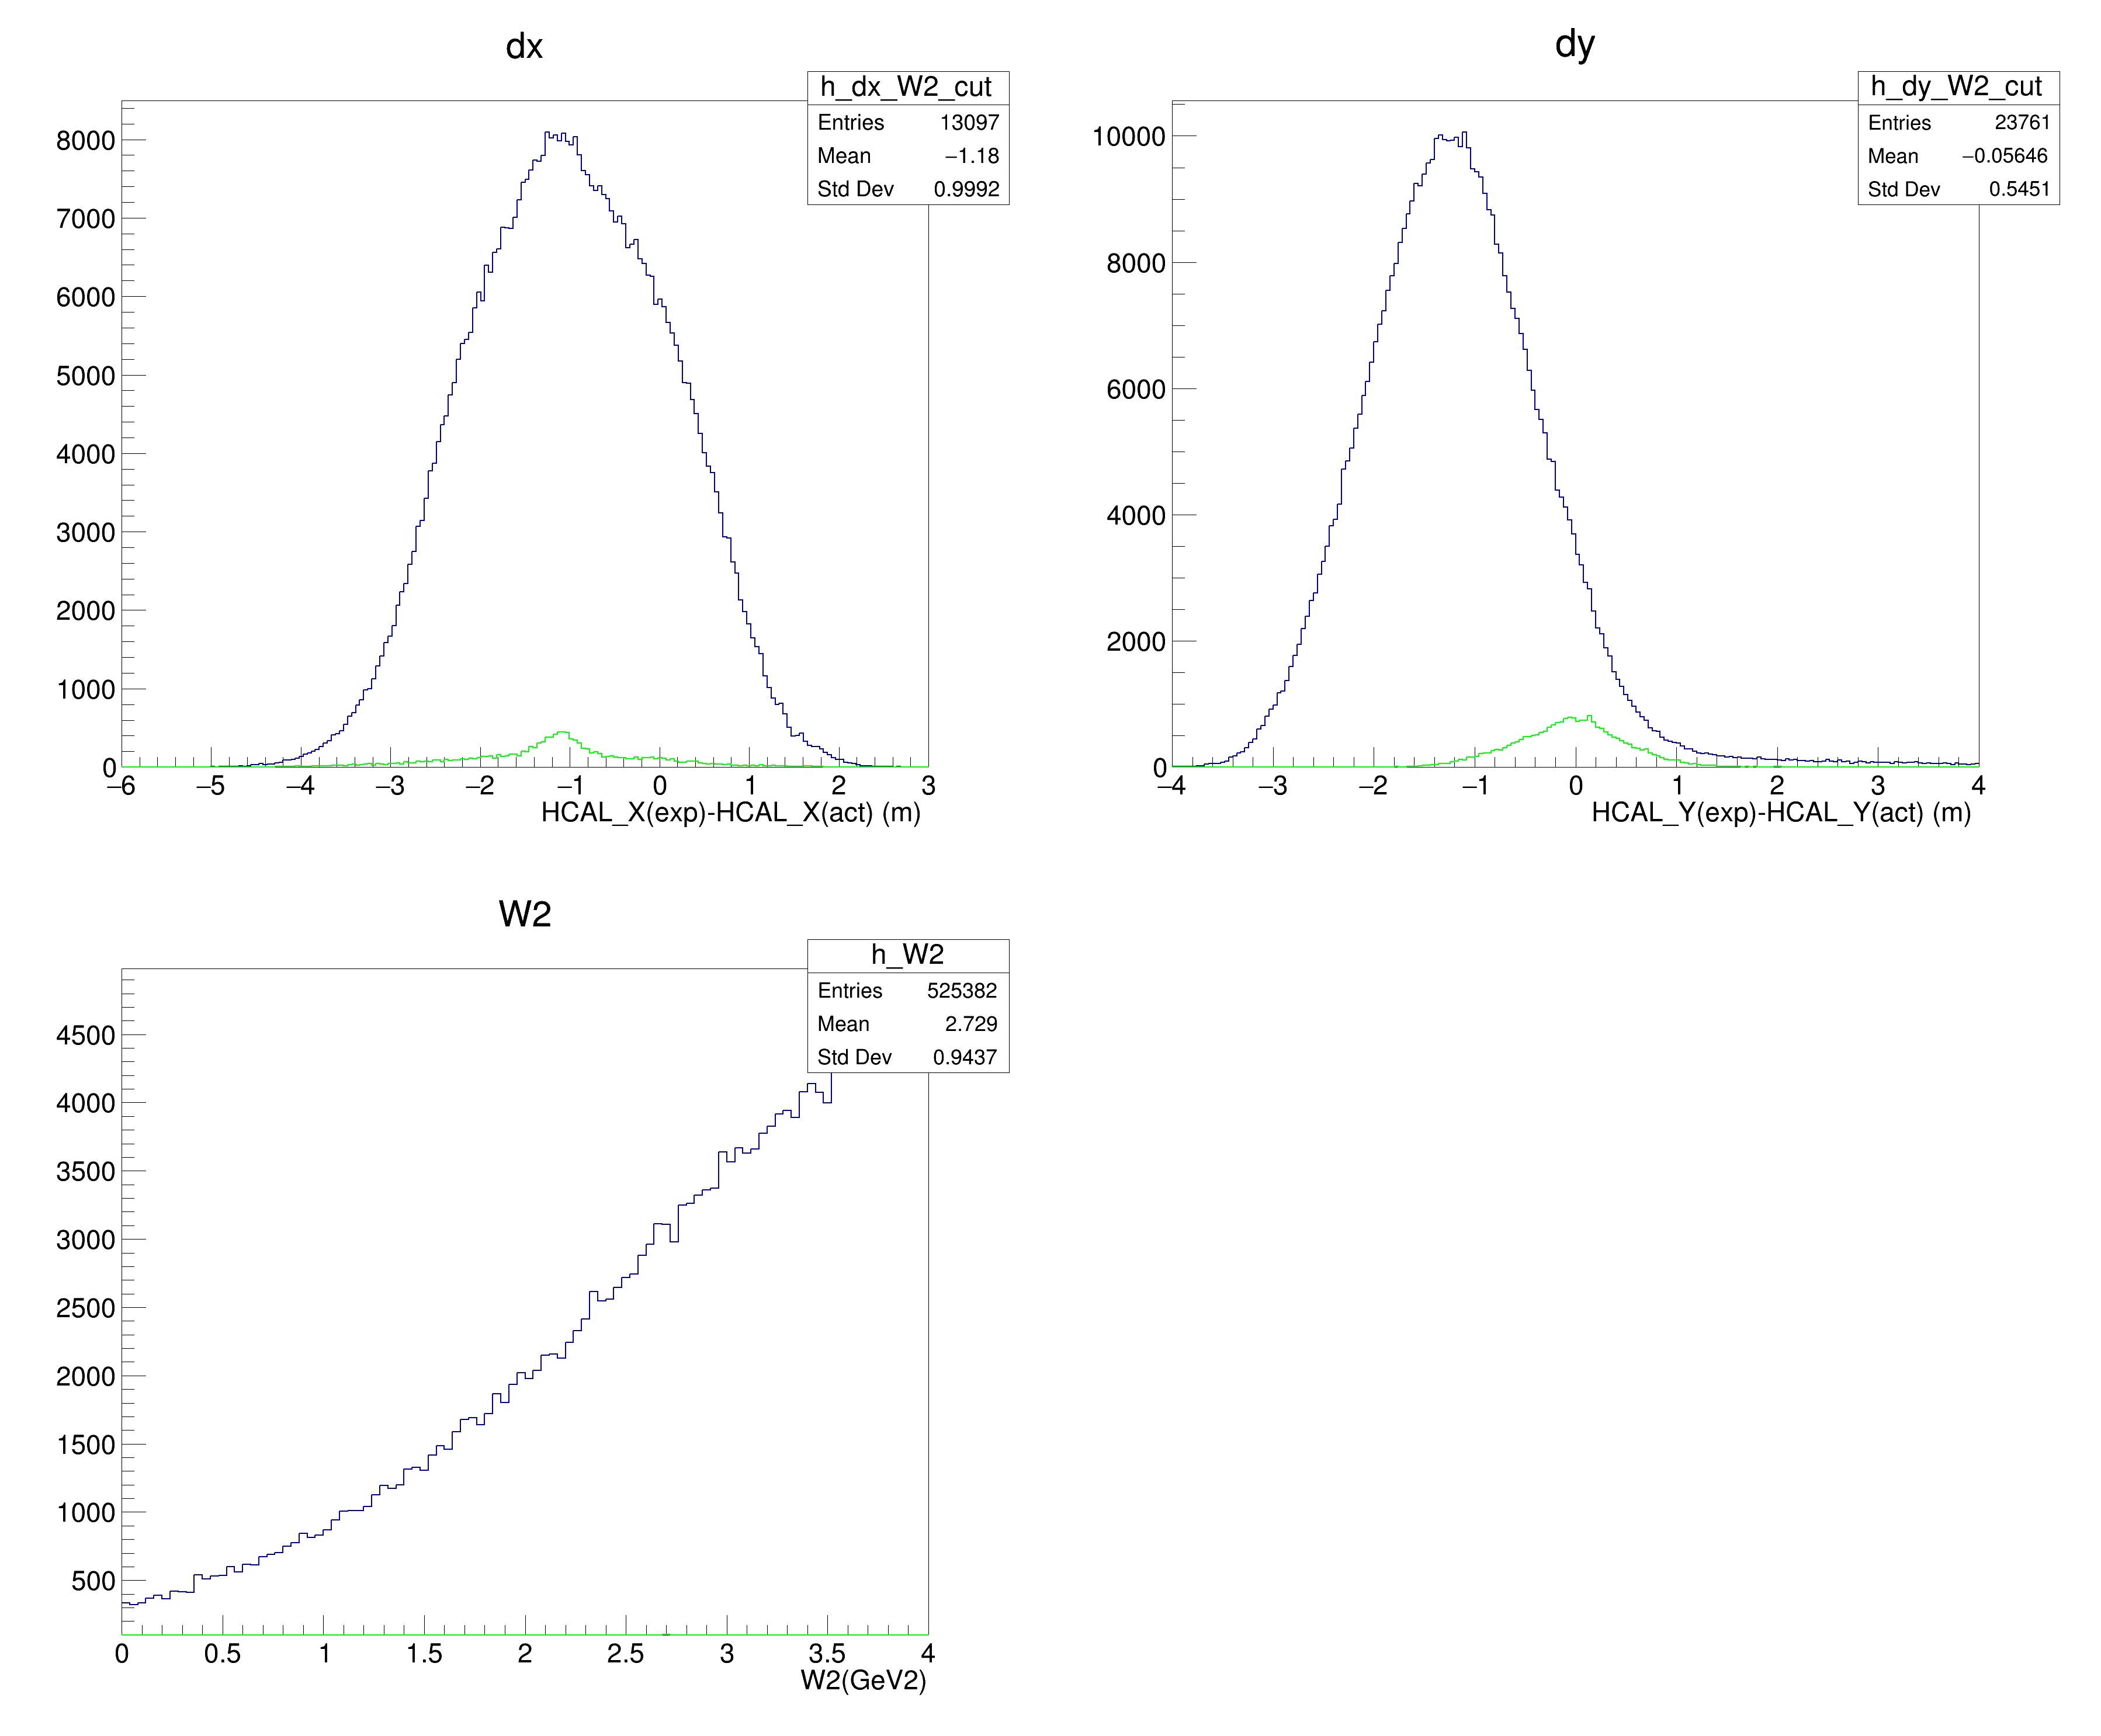 dx
h_dx_W2_cut
Entries 13097
Mean −1.18
Std Dev 0.9992
8000
7000
6000
5000
4000
3000
2000
1000
0
−6 −5 −4 −3 −2 −1 0 1 2 3
HCAL_X(exp)-HCAL_X(act) (m)
dy
h_dy_W2_cut
Entries 23761
Mean −0.05646
Std Dev 0.5451
10000
8000
6000
4000
2000
0
−4 −3 −2 −1 0 1 2 3 4
HCAL_Y(exp)-HCAL_Y(act) (m)
W2
h_W2
Entries 525382
Mean 2.729
Std Dev 0.9437
4500
4000
3500
3000
2500
2000
1500
1000
500
0 0.5 1 1.5 2 2.5 3 3.5 4
W2(GeV2)